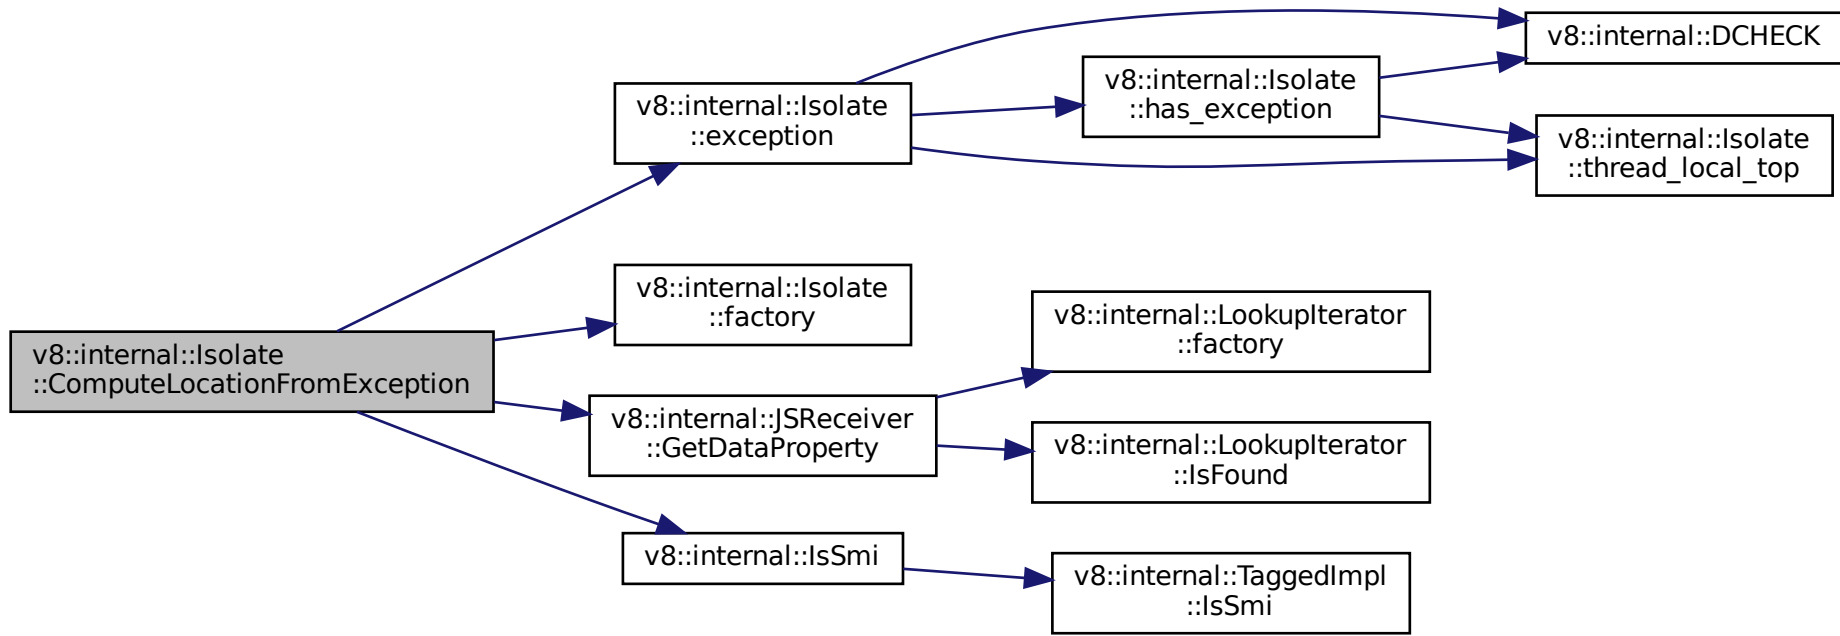 v8::internal::Isolate
::ComputeLocationFromException
v8::internal::Isolate
::exception
v8::internal::Isolate
::factory
v8::internal::JSReceiver
::GetDataProperty
v8::internal::IsSmi
v8::internal::Isolate
::has_exception
v8::internal::LookupIterator
::factory
v8::internal::LookupIterator
::IsFound
v8::internal::TaggedImpl
::IsSmi
v8::internal::DCHECK
v8::internal::Isolate
::thread_local_top